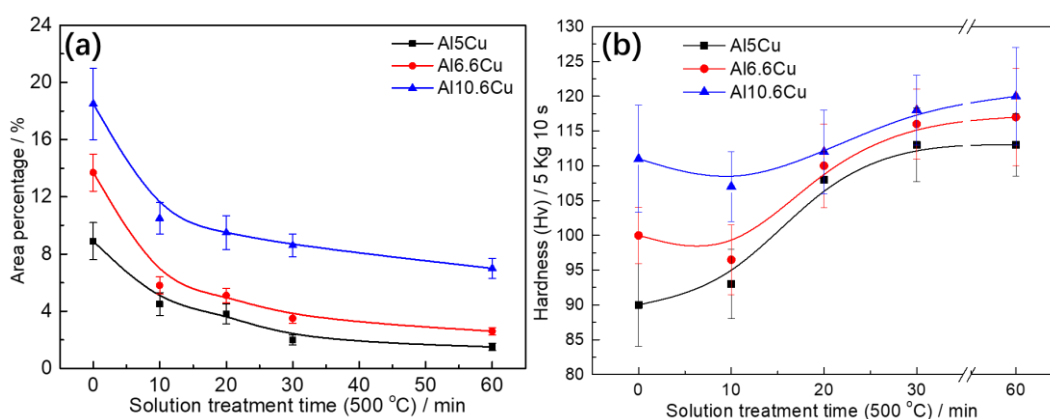 (a)
Al5Cu
Al6.6Cu
Al10.6Cu
Area percentage / %
24
20
16
12
8
4
0
0 10 20 30 40 50 60
Solution treatment time (500 °C) / min
(b)
Al5Cu
Al6.6Cu
Al10.6Cu
Hardness (Hv) / 5 Kg 10 s
130
125
120
115
110
105
100
95
90
85
80
0 10 20 30 60
Solution treatment time (500 °C) / min